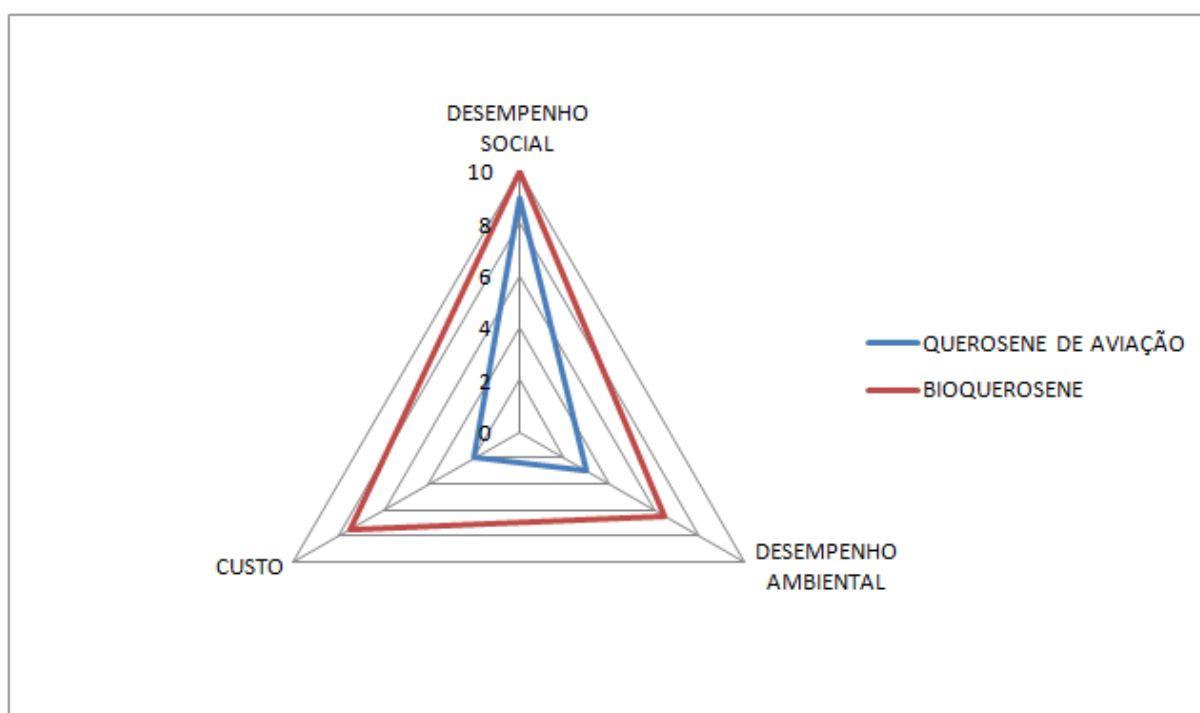 DESEMPENHO
SOCIAL
10
8
6
4
2
0
QUEROSENE DE AVIAÇÃO
BIOQUEROSENE
CUSTO
DESEMPENHO
AMBIENTAL